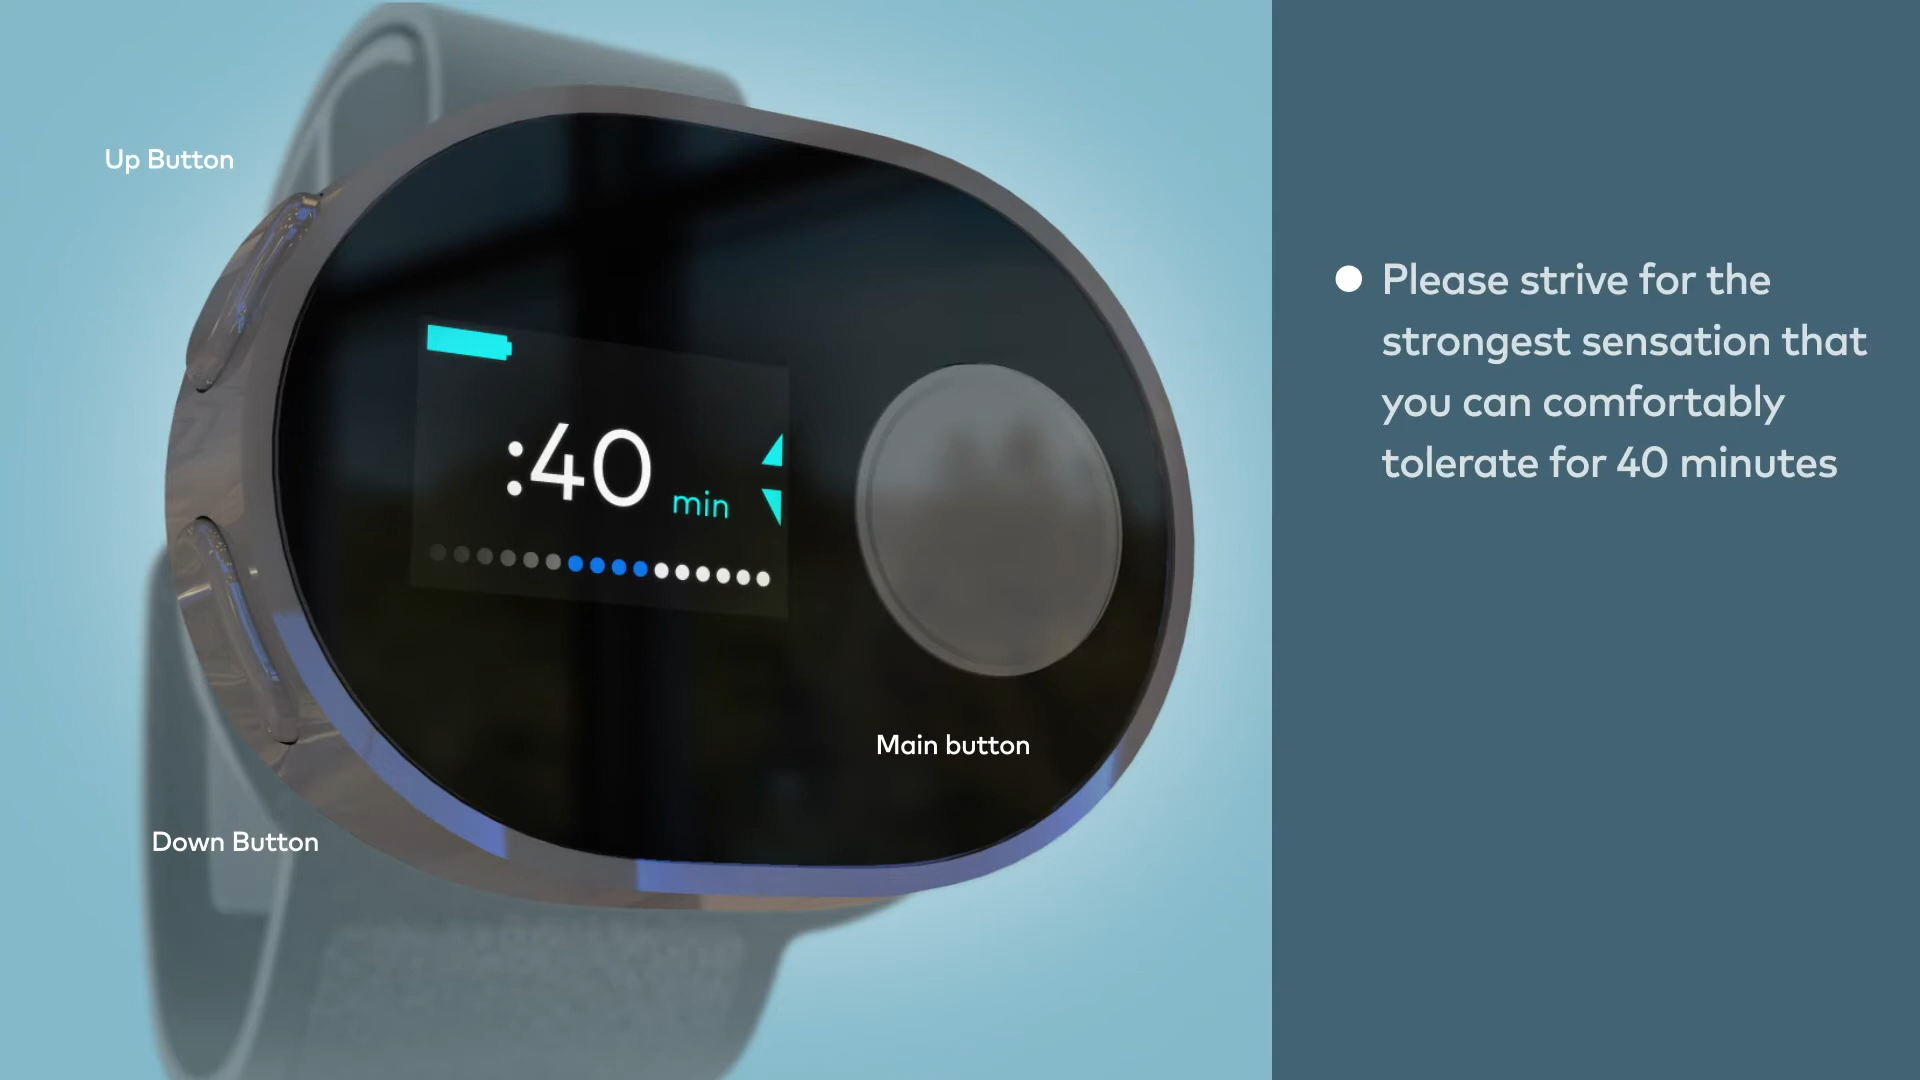 Up Button
:40 min
Main button
Down Button
Please strive for the
strongest sensation that
you can comfortably
tolerate for 40 minutes